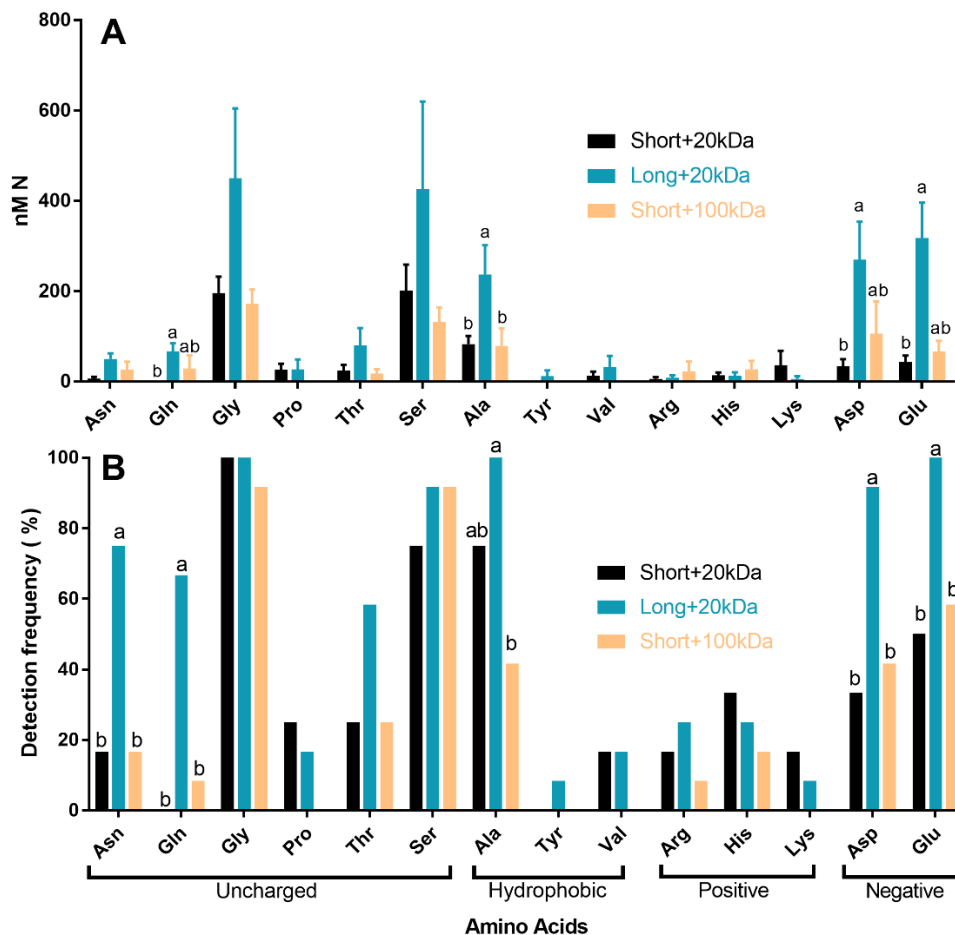 A
800
600
400
200
0
nM N
Short+20kDa
Long+20kDa
Short+100kDa
a
ab
b
a
b
b
a
ab
b
a
ab
b
Asn Gln Gly Pro Thr Ser Ala Tyr Val Arg His Lys Asp Glu
B
100
80
60
40
20
0
Detection frequency ( %)
Short+20kDa
Long+20kDa
Short+100kDa
a
b
b
a
b
b
a
ab
b
a
b
b
a
b
b
Asn Gln Gly Pro Thr Ser Ala Tyr Val Arg His Lys Asp Glu
Uncharged Hydrophobic Positive Negative
Amino Acids